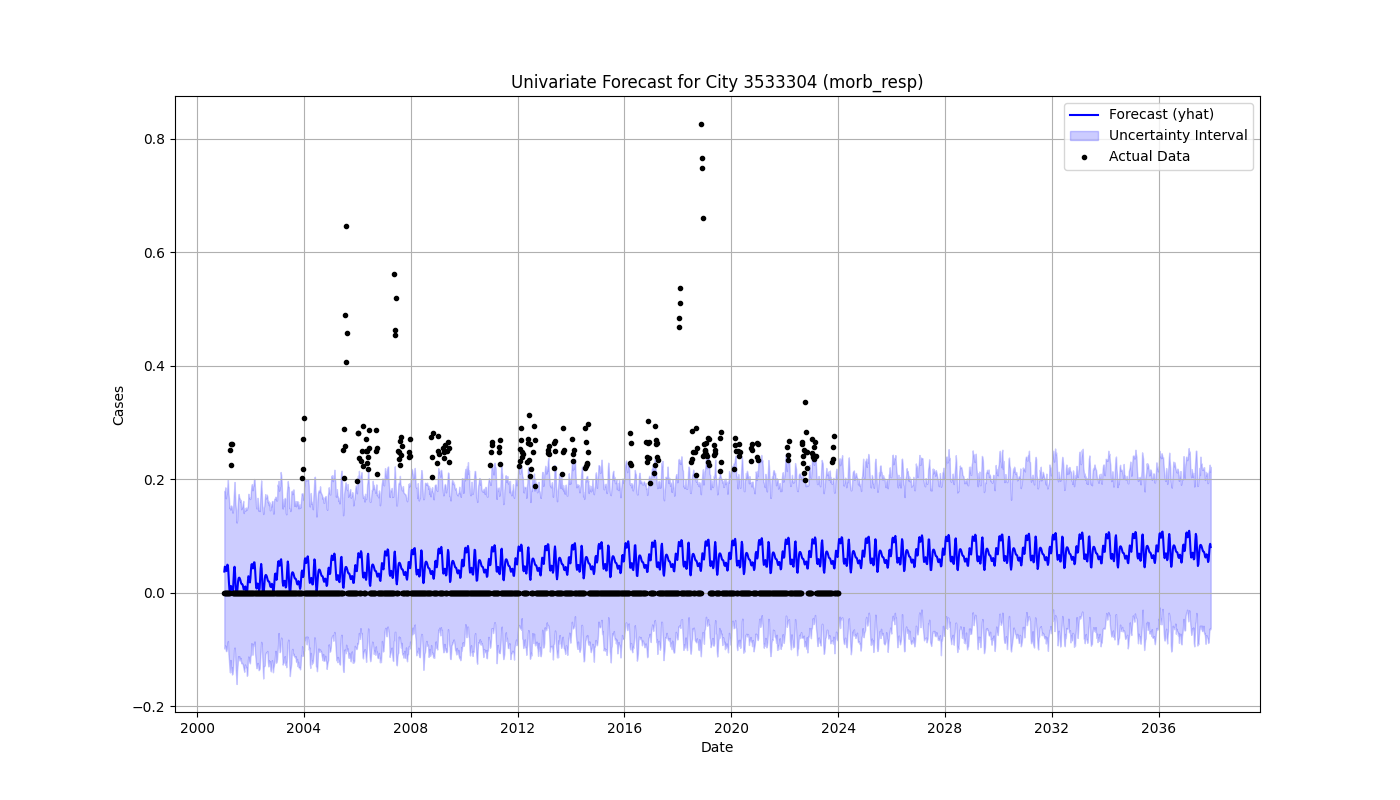 Univariate Forecast for City 3533304 (morb_resp)
Forecast (yhat)
Uncertainty Interval
Actual Data
Cases
0.8
0.6
0.4
0.2
0.0
−0.2
2000 2004 2008 2012 2016 2020 2024 2028 2032 2036
Date